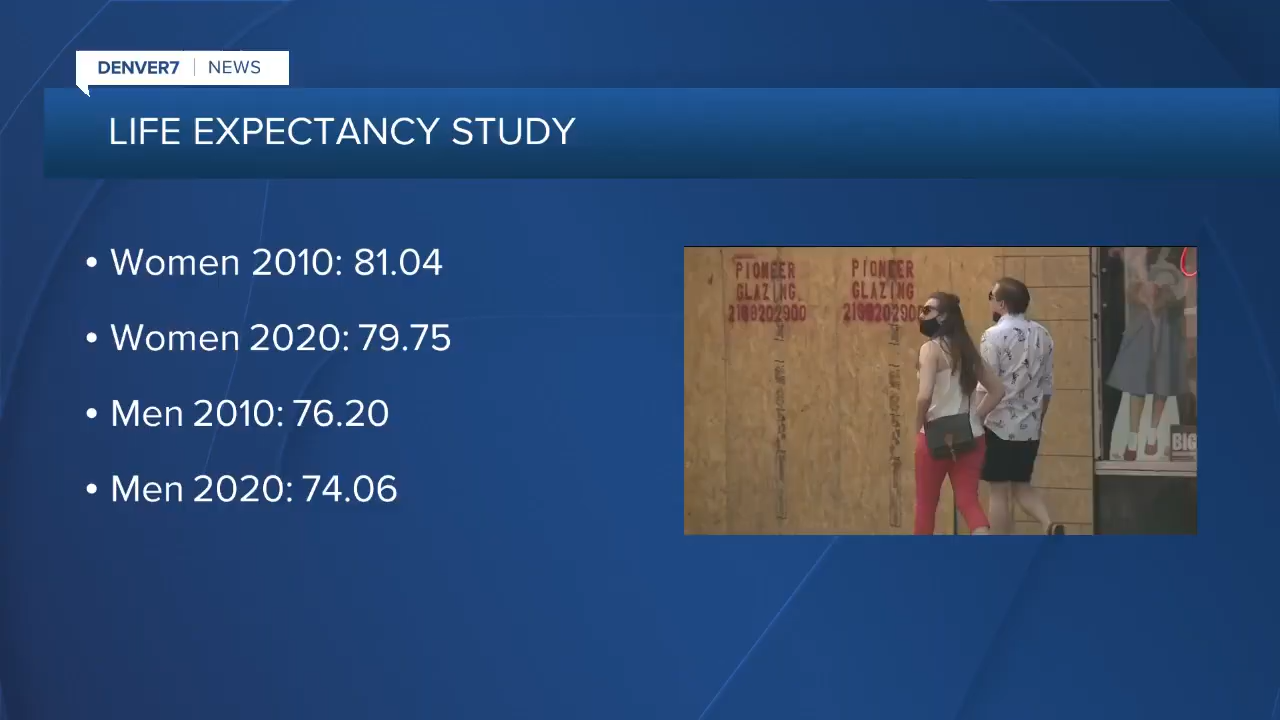 DENVER7 | NEWS
LIFE EXPECTANCY STUDY
• Women 2010: 81.04
• Women 2020: 79.75
• Men 2010: 76.20
• Men 2020: 74.06
PIONEER PIONEER
GLAZING GLAZING
BIG